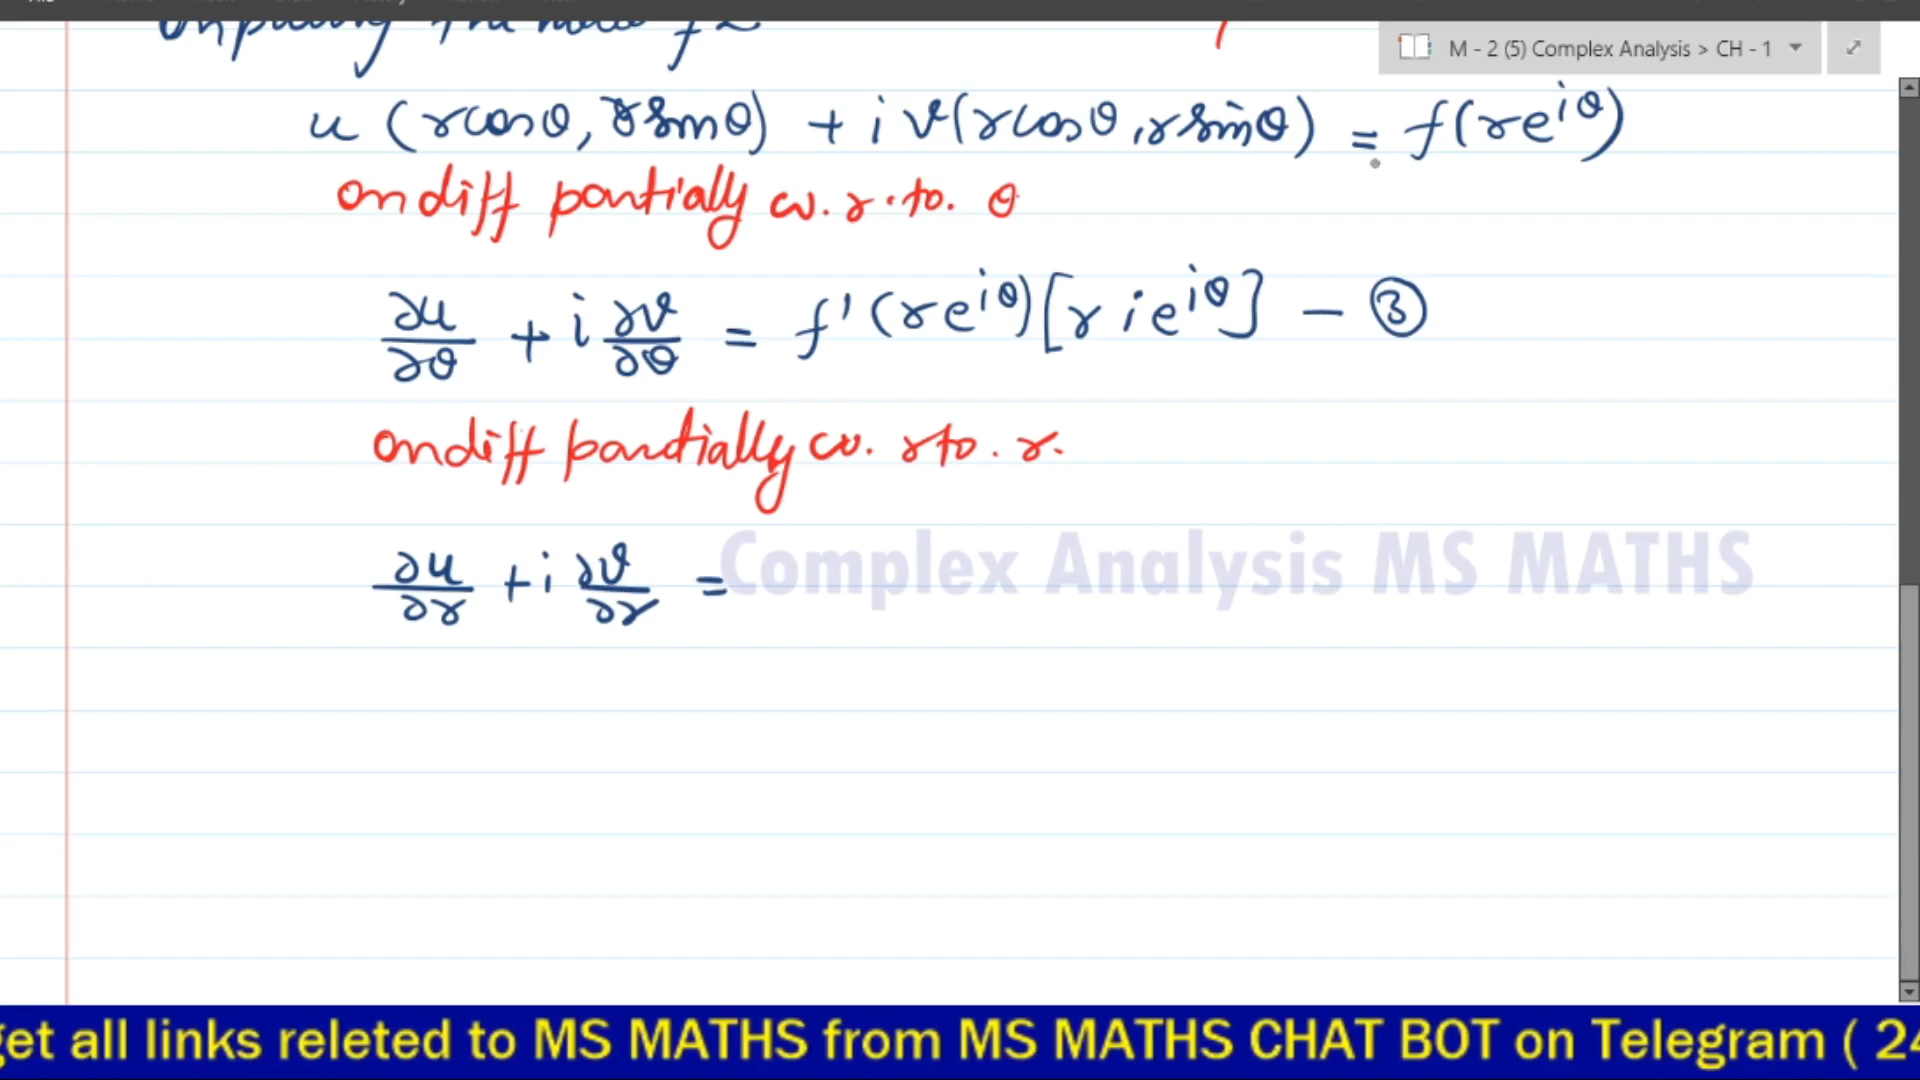 M - 2 (5) Complex Analysis > CH - 1
u (r cosθ, r sinθ) + i v(r cosθ, r sinθ) = f(re^{iθ})
on diff partially w. r. to. θ
∂u/∂θ + i ∂v/∂θ = f'(re^{iθ}) [r i e^{iθ}] — ③
on diff partially w. r to. r.
∂u/∂r + i ∂v/∂r =
Complex Analysis MS MATHS
get all links releted to MS MATHS from MS MATHS CHAT BOT on Telegram ( 24